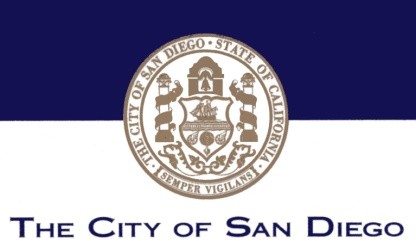 THE CITY OF SAN DIEGO · STATE OF CALIFORNIA
SEMPER VIGILANS
THE CITY OF SAN DIEGO